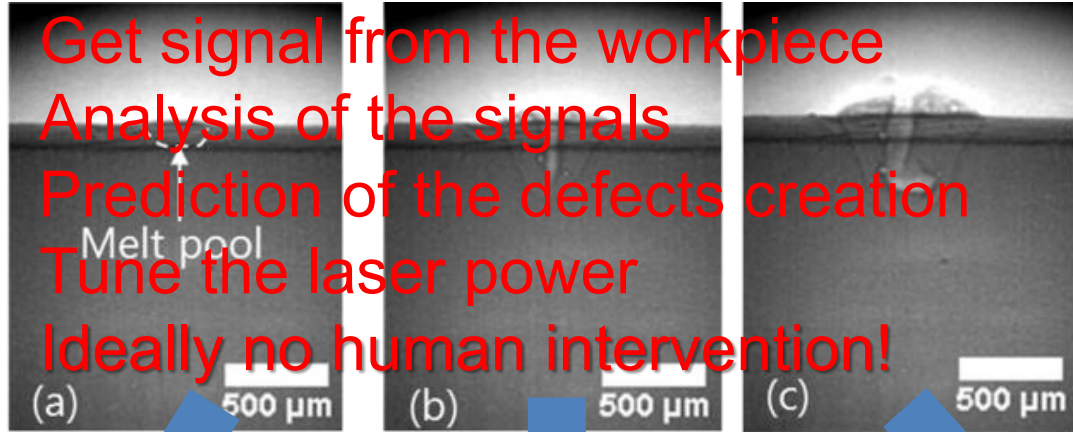 Get signal from the workpiece
Analysis of the signals
Prediction of the defects creation
Melt pool
Tune the laser power
Ideally no human intervention!
(a)
500 μm
(b)
500 μm
(c)
500 μm